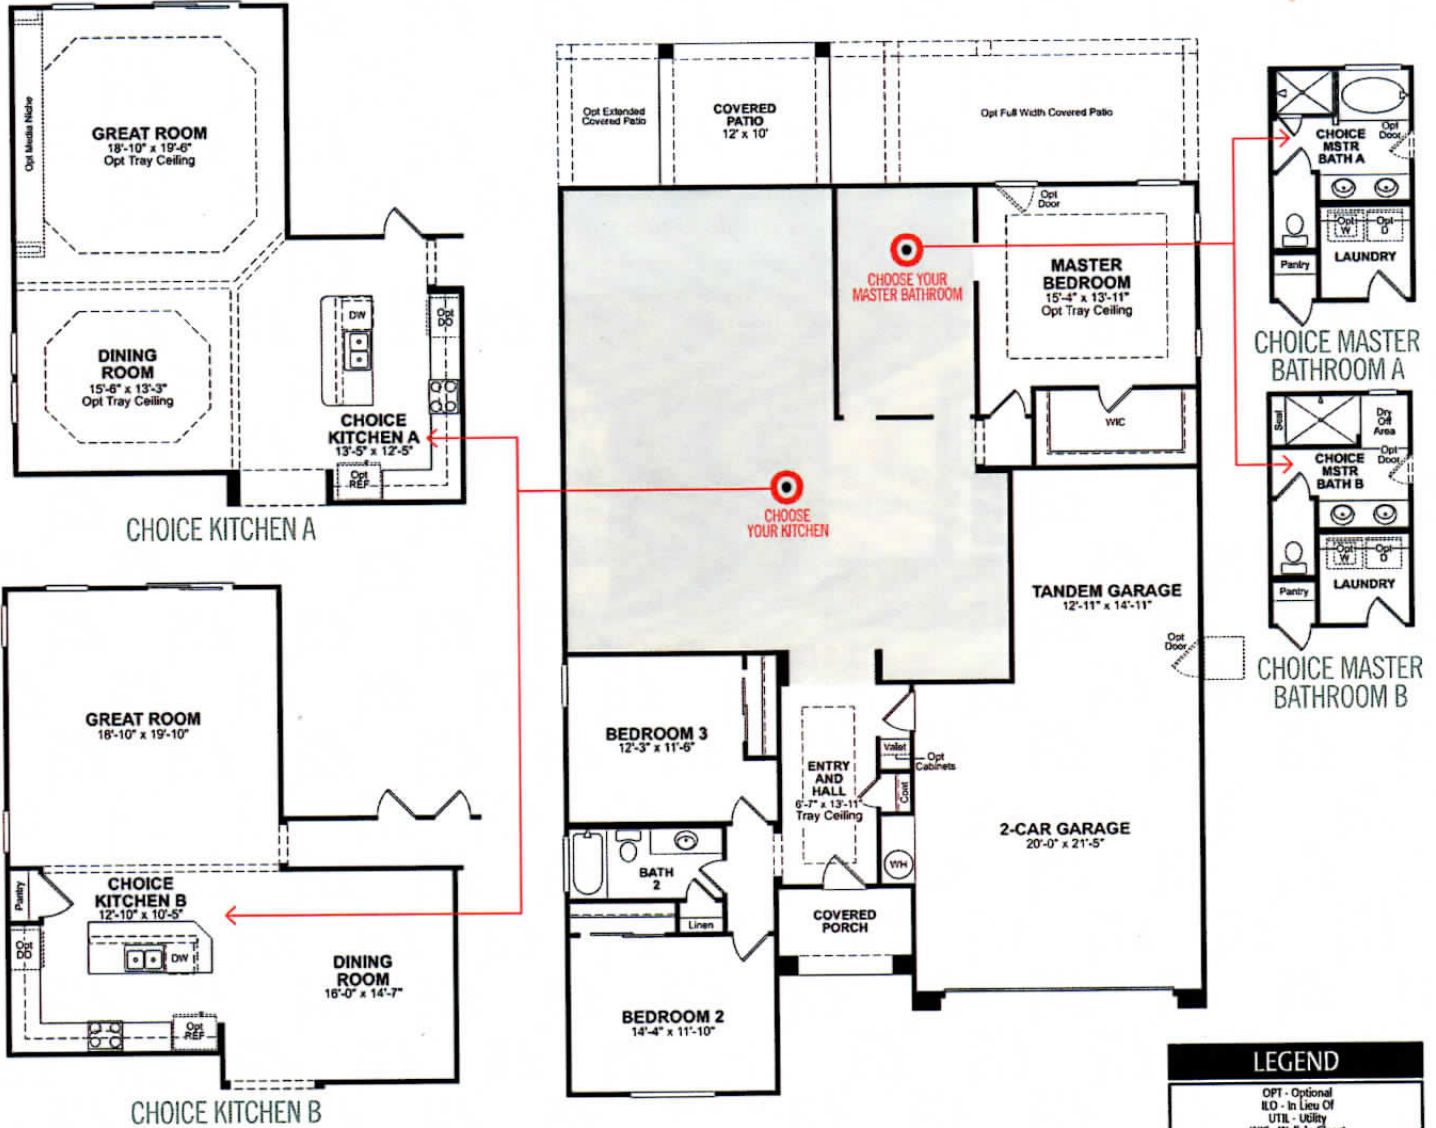 Opt Media Niche
GREAT ROOM
18'-10" x 19'-6"
Opt Tray Ceiling
DINING
ROOM
15'-6" x 13'-3"
Opt Tray Ceiling
DW
Opt
DO
CHOICE
KITCHEN A
13'-5" x 12'-5"
Opt
REF
CHOICE KITCHEN A
GREAT ROOM
18'-10" x 19'-10"
Pantry
CHOICE
KITCHEN B
12'-10" x 10'-5"
Opt
DO
DW
DINING
ROOM
16'-0" x 14'-7"
Opt
REF
CHOICE KITCHEN B
Opt Extended
Covered Patio
COVERED
PATIO
12' x 10'
Opt Full Width Covered Patio
Opt
Door
CHOOSE YOUR
MASTER BATHROOM
MASTER
BEDROOM
15'-4" x 13'-11"
Opt Tray Ceiling
WIC
CHOOSE
YOUR KITCHEN
TANDEM GARAGE
12'-11" x 14'-11"
Opt
Door
BEDROOM 3
12'-3" x 11'-6"
ENTRY
AND
HALL
6'-7" x 13'-11"
Tray Ceiling
Valet
Opt
Cabinets
Coat
2-CAR GARAGE
20'-0" x 21'-5"
WH
BATH
2
Linen
COVERED
PORCH
BEDROOM 2
14'-4" x 11'-10"
CHOICE
MSTR
BATH A
Opt
Door
Opt
W
Opt
D
Pantry
LAUNDRY
CHOICE MASTER
BATHROOM A
Seat
Dry
Off
Area
Opt
Door
CHOICE
MSTR
BATH B
Opt
W
Opt
D
Pantry
LAUNDRY
CHOICE MASTER
BATHROOM B
LEGEND
OPT - Optional
ILO - In Lieu Of
UTIL - Utility